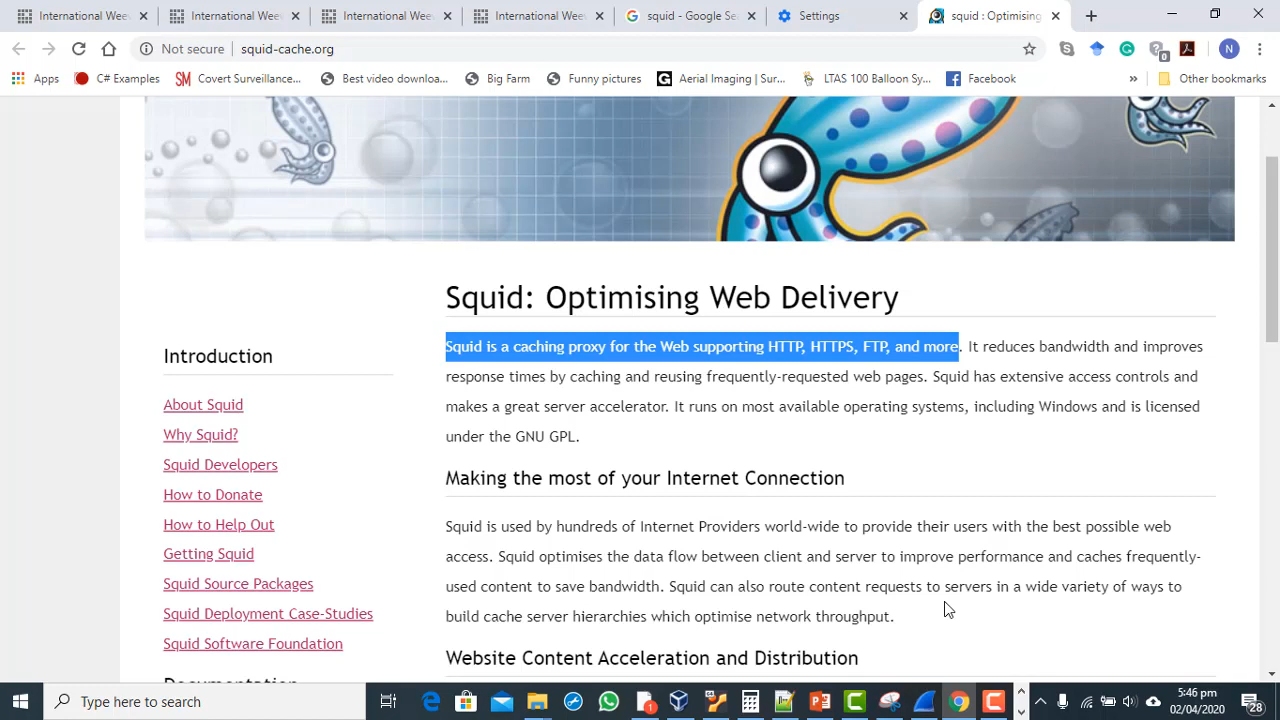 International Wee
International Wee
International Wee
International Wee
squid - Google Se
Settings
squid : Optimising
Not secure
squid-cache.org
0
N
Apps
C# Examples
SM Covert Surveillance...
Best video download...
Big Farm
Funny pictures
G Aerial Imaging | Sur...
LTAS 100 Balloon Sy...
Facebook
»
Other bookmarks
Squid: Optimising Web Delivery
Squid is a caching proxy for the Web supporting HTTP, HTTPS, FTP, and more. It reduces bandwidth and improves
response times by caching and reusing frequently-requested web pages. Squid has extensive access controls and
makes a great server accelerator. It runs on most available operating systems, including Windows and is licensed
under the GNU GPL.
Making the most of your Internet Connection
Squid is used by hundreds of Internet Providers world-wide to provide their users with the best possible web
access. Squid optimises the data flow between client and server to improve performance and caches frequently-
used content to save bandwidth. Squid can also route content requests to servers in a wide variety of ways to
build cache server hierarchies which optimise network throughput.
Website Content Acceleration and Distribution
Introduction
About Squid
Why Squid?
Squid Developers
How to Donate
How to Help Out
Getting Squid
Squid Source Packages
Squid Deployment Case-Studies
Squid Software Foundation
Documentation
Type here to search
1
5:46 pm
02/04/2020
28